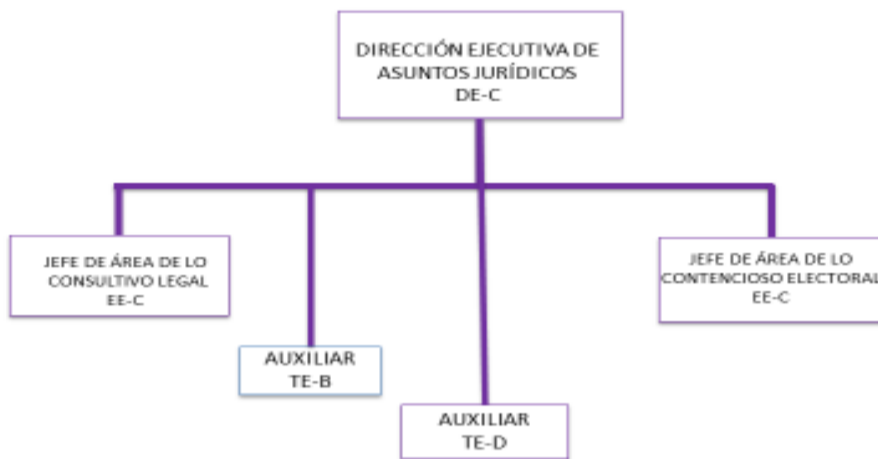 DIRECCIÓN EJECUTIVA DE
ASUNTOS JURÍDICOS
DE-C
JEFE DE ÁREA DE LO
CONSULTIVO LEGAL
EE-C
JEFE DE ÁREA DE LO
CONTENCIOSO ELECTORAL
EE-C
AUXILIAR
TE-B
AUXILIAR
TE-D